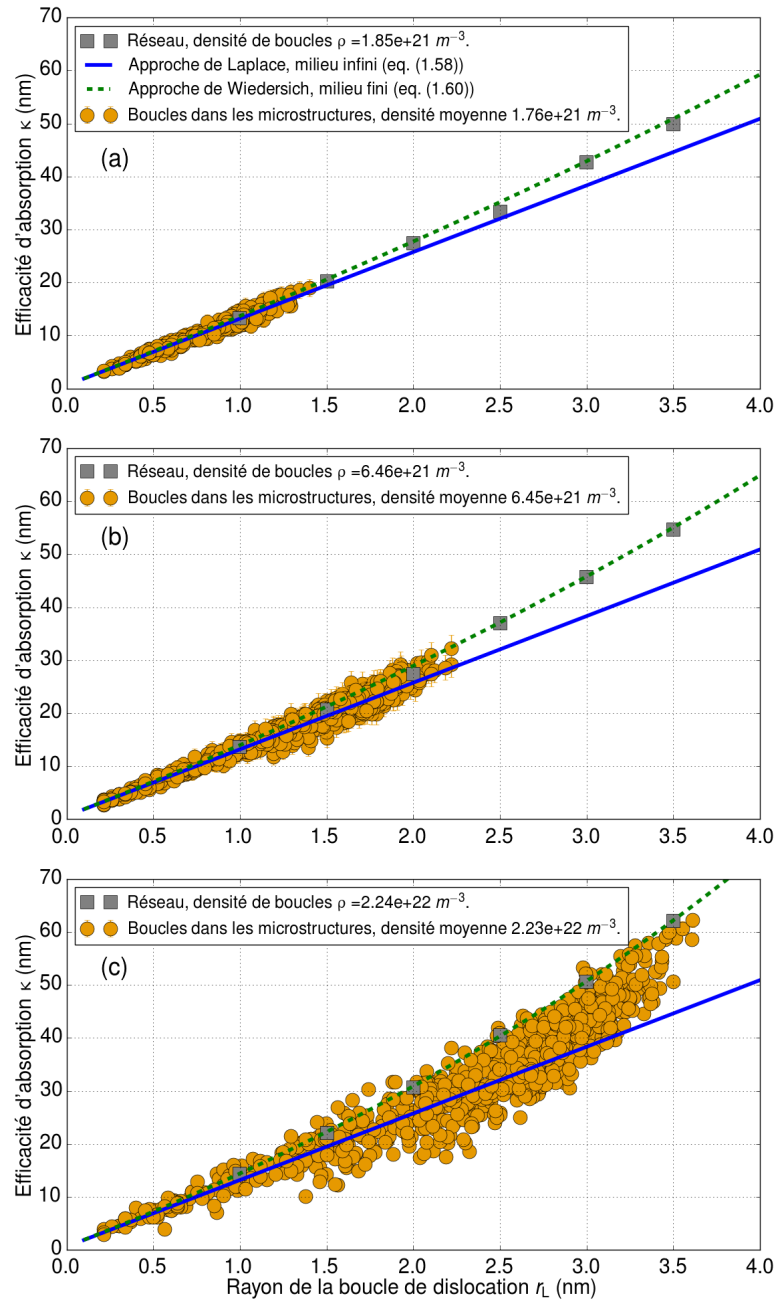 70
60
50
40
30
20
10
0
Efficacité d'absorption κ (nm)
Réseau, densité de boucles ρ =1.85e+21 m⁻³.
Approche de Laplace, milieu infini (eq. (1.58))
Approche de Wiedersich, milieu fini (eq. (1.60))
Boucles dans les microstructures, densité moyenne 1.76e+21 m⁻³.
(a)
0.0 0.5 1.0 1.5 2.0 2.5 3.0 3.5 4.0
70
60
50
40
30
20
10
0
Efficacité d'absorption κ (nm)
Réseau, densité de boucles ρ =6.46e+21 m⁻³.
Boucles dans les microstructures, densité moyenne 6.45e+21 m⁻³.
(b)
0.0 0.5 1.0 1.5 2.0 2.5 3.0 3.5 4.0
70
60
50
40
30
20
10
0
Efficacité d'absorption κ (nm)
Réseau, densité de boucles ρ =2.24e+22 m⁻³.
Boucles dans les microstructures, densité moyenne 2.23e+22 m⁻³.
(c)
0.0 0.5 1.0 1.5 2.0 2.5 3.0 3.5 4.0
Rayon de la boucle de dislocation r_L (nm)